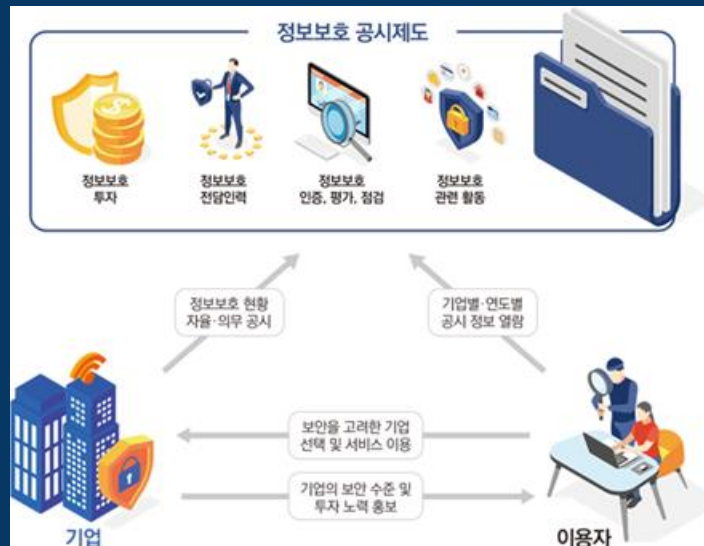 정보보호 공시제도
정보보호
투자
정보보호
전담인력
정보보호
인증, 평가, 점검
정보보호
관련 활동
정보보호 현황
자율·의무 공시
기업별·연도별
공시 정보 열람
보안을 고려한 기업
선택 및 서비스 이용
기업의 보안 수준 및
투자 노력 홍보
기업
이용자